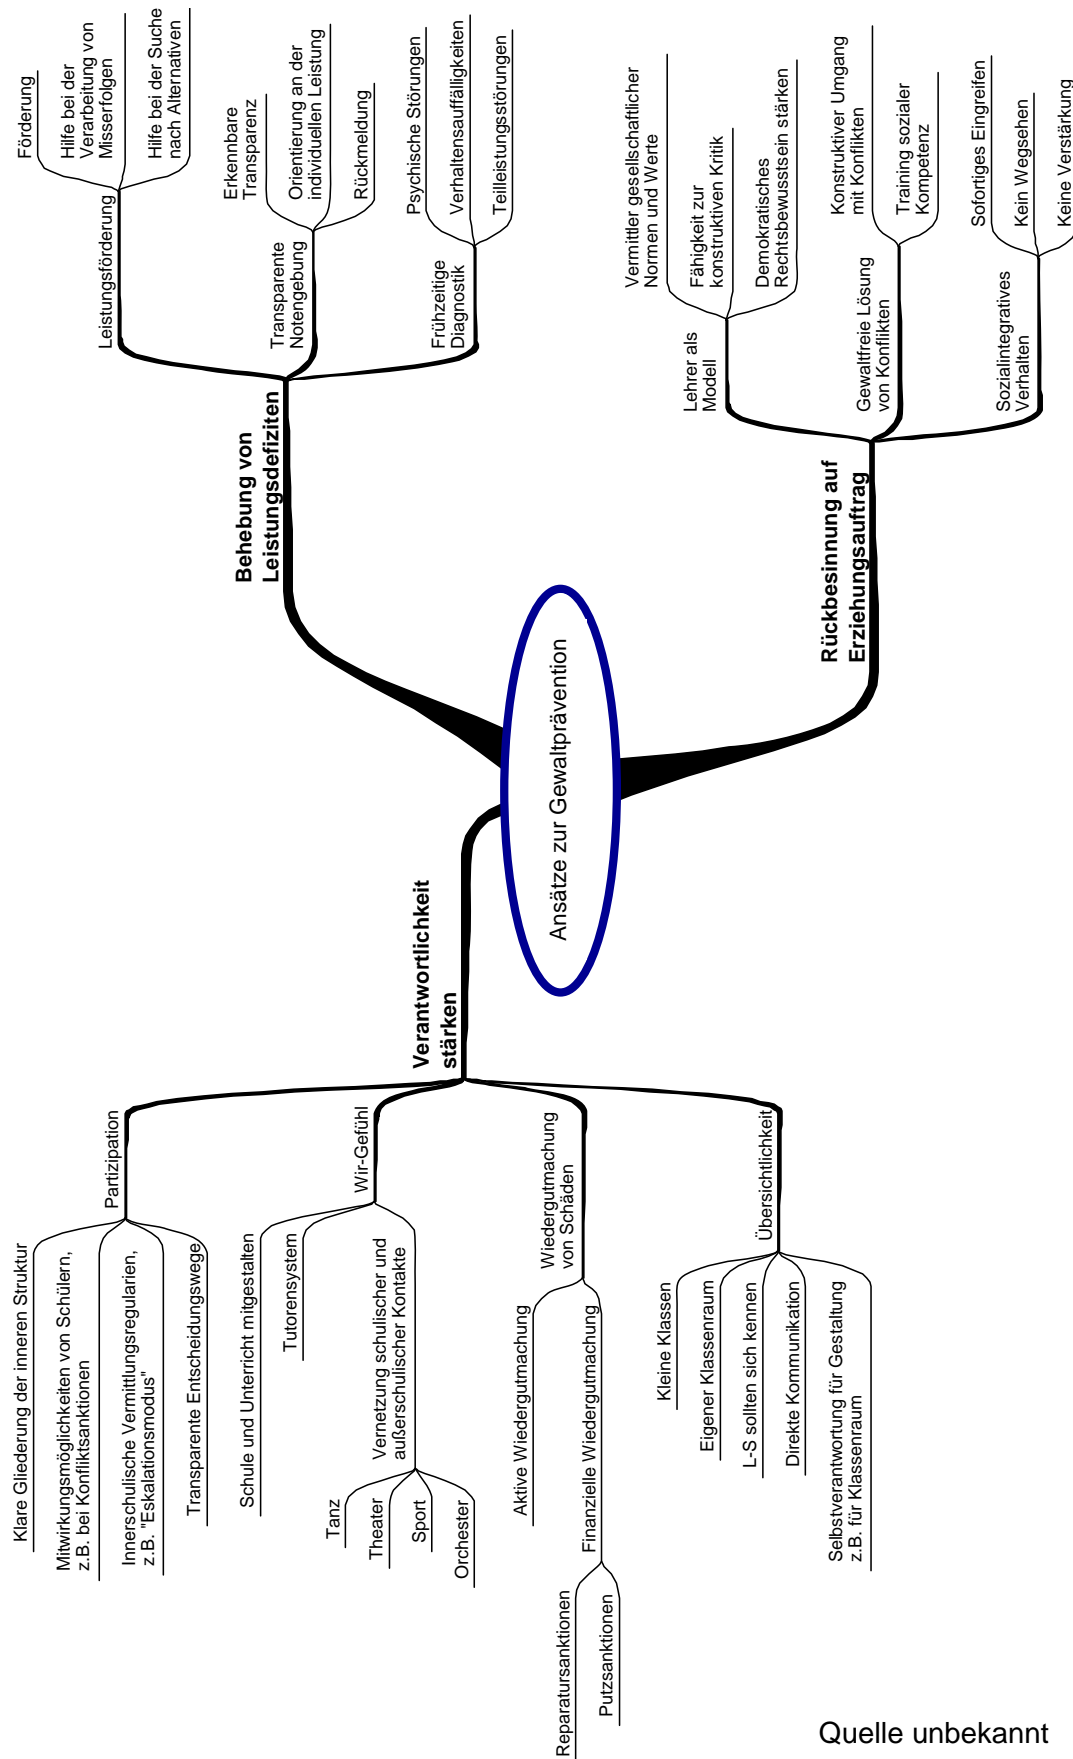 Ansätze zur Gewaltprävention
Verantwortlichkeit
stärken
Partizipation
Klare Gliederung der inneren Struktur
Mitwirkungsmöglichkeiten von Schülern,
z.B. bei Konfliktsanktionen
Innerschulische Vermittlungsregularien,
z.B. "Eskalationsmodus"
Transparente Entscheidungswege
Wir-Gefühl
Schule und Unterricht mitgestalten
Tutorensystem
Vernetzung schulischer und
außerschulischer Kontakte
Tanz
Theater
Sport
Orchester
Wiedergutmachung
von Schäden
Aktive Wiedergutmachung
Finanzielle Wiedergutmachung
Reparatursanktionen
Putzsanktionen
Übersichtlichkeit
Kleine Klassen
Eigener Klassenraum
L-S sollten sich kennen
Direkte Kommunikation
Selbstverantwortung für Gestaltung
z.B. für Klassenraum
Behebung von
Leistungsdefiziten
Leistungsförderung
Förderung
Hilfe bei der
Verarbeitung von
Misserfolgen
Hilfe bei der Suche
nach Alternativen
Transparente
Notengebung
Erkennbare
Transparenz
Orientierung an der
individuellen Leistung
Rückmeldung
Frühzeitige
Diagnostik
Psychische Störungen
Verhaltensauffälligkeiten
Teilleistungsstörungen
Rückbesinnung auf
Erziehungsauftrag
Lehrer als
Modell
Vermittler gesellschaftlicher
Normen und Werte
Fähigkeit zur
konstruktiven Kritik
Demokratisches
Rechtsbewusstsein stärken
Gewaltfreie Lösung
von Konflikten
Konstruktiver Umgang
mit Konflikten
Training sozialer
Kompetenz
Sozialintegratives
Verhalten
Sofortiges Eingreifen
Kein Wegsehen
Keine Verstärkung
Quelle unbekannt